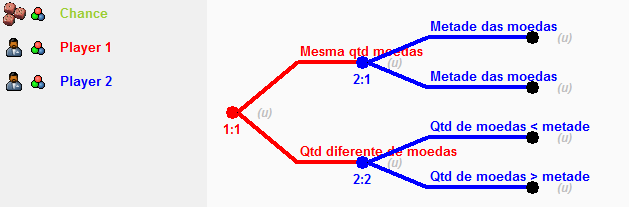 Chance
Player 1
Player 2
Metade das moedas
(u)
Mesma qtd moedas
(u)
2:1
Metade das moedas
(u)
(u)
1:1
Qtd de moedas < metade
(u)
Qtd diferente de moedas
(u)
2:2
Qtd de moedas > metade
(u)